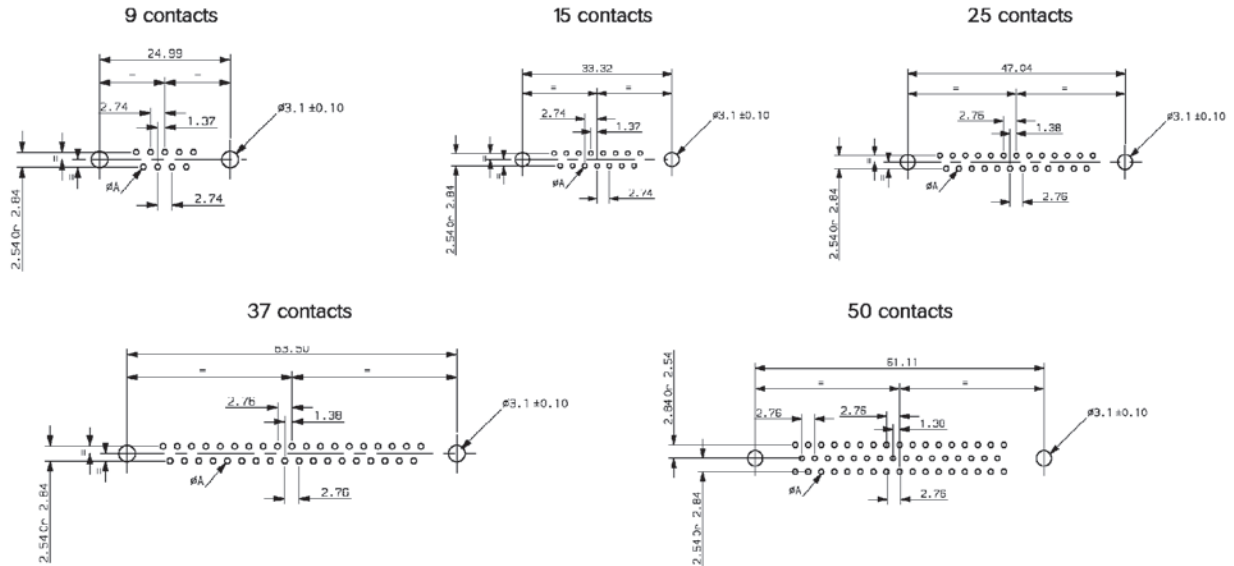 9 contacts
24.99
=
=
2.74
1.37
ø3.1 ±0.10
=
=
øA
2.74
2.54 Or 2.84
15 contacts
33.32
=
=
2.74
1.37
ø3.1 ±0.10
=
=
øA
2.74
2.54 Or 2.84
25 contacts
47.04
=
=
2.76
1.38
ø3.1 ±0.10
=
=
øA
2.76
2.54 Or 2.84
37 contacts
63.50
=
=
2.76
1.38
ø3.1 ±0.10
=
=
øA
2.76
2.54 Or 2.84
50 contacts
61.11
=
=
2.84 Or 2.54
2.76
2.76
1.38
ø3.1 ±0.10
øA
2.76
2.54 Or 2.84